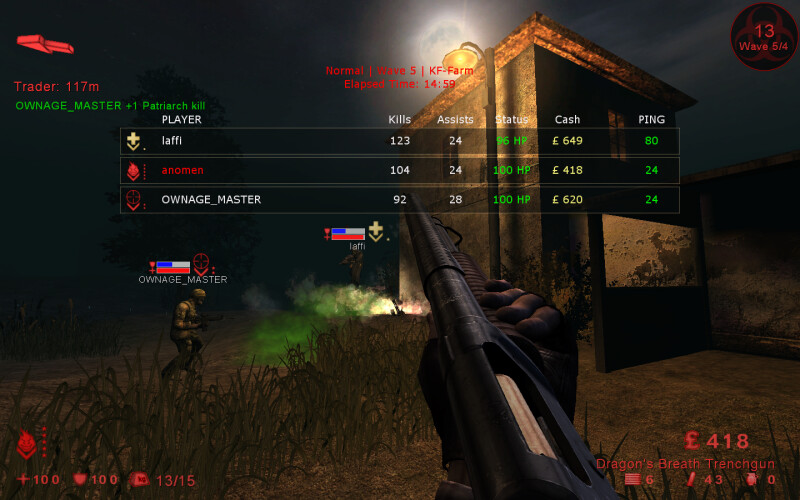 13
Wave 5/4
Normal | Wave 5 | KF-Farm
Elapsed Time: 14:59
Trader: 117m
OWNAGE_MASTER +1 Patriarch kill
PLAYER Kills Assists Status Cash PING
laffi 123 24 96 HP £ 649 80
anomen 104 24 100 HP £ 418 24
OWNAGE_MASTER 92 28 100 HP £ 620 24
laffi
OWNAGE_MASTER
£ 418
Dragon's Breath Trenchgun
100 100 13/15 6 43 0